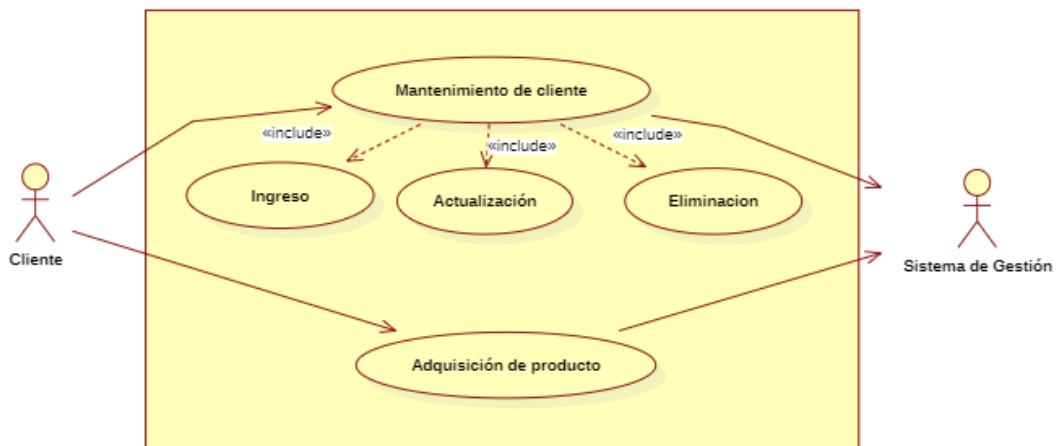 Mantenimiento de cliente
«include»
«include»
«include»
Ingreso
Actualización
Eliminacion
Cliente
Sistema de Gestión
Adquisición de producto